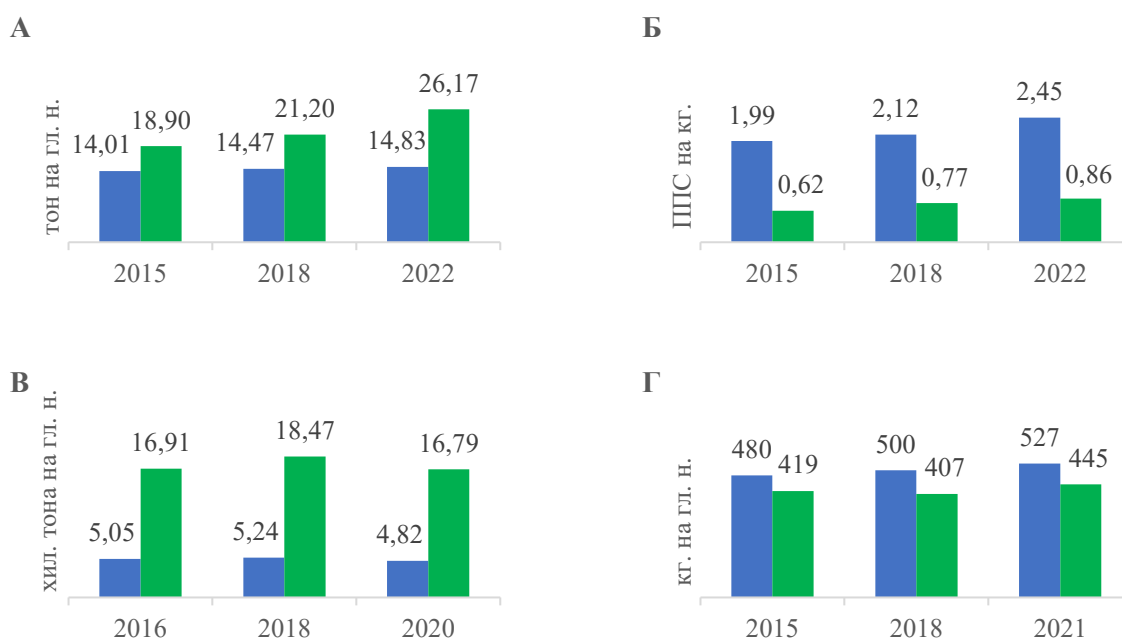 А
тон на гл. н.
14,01 18,90 14,47 21,20 14,83 26,17
2015 2018 2022
Б
ППС на кг.
1,99 0,62 2,12 0,77 2,45 0,86
2015 2018 2022
В
хил. тона на гл. н.
5,05 16,91 5,24 18,47 4,82 16,79
2016 2018 2020
Г
кг. на гл. н.
480 419 500 407 527 445
2015 2018 2021